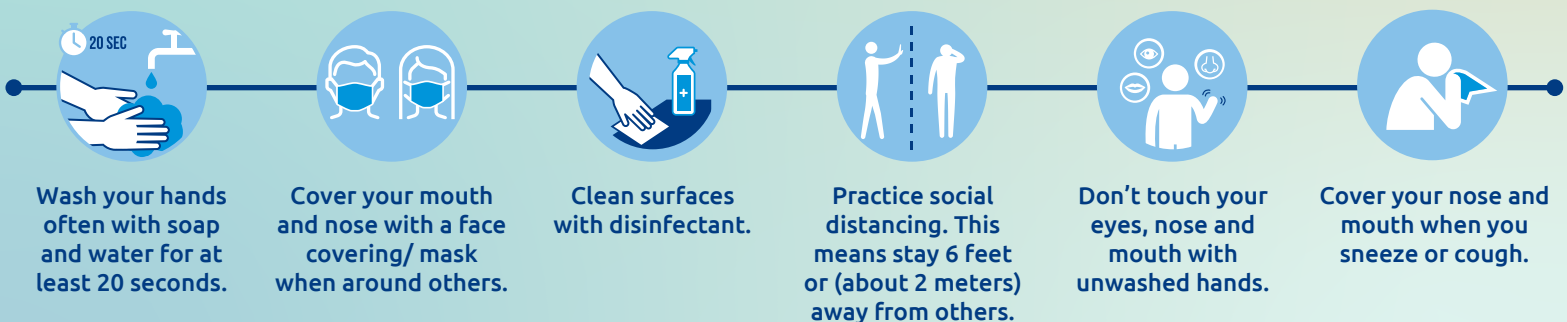 20 SEC
Wash your hands
often with soap
and water for at
least 20 seconds.
Cover your mouth
and nose with a face
covering/ mask
when around others.
Clean surfaces
with disinfectant.
Practice social
distancing. This
means stay 6 feet
or (about 2 meters)
away from others.
Don’t touch your
eyes, nose and
mouth with
unwashed hands.
Cover your nose and
mouth when you
sneeze or cough.